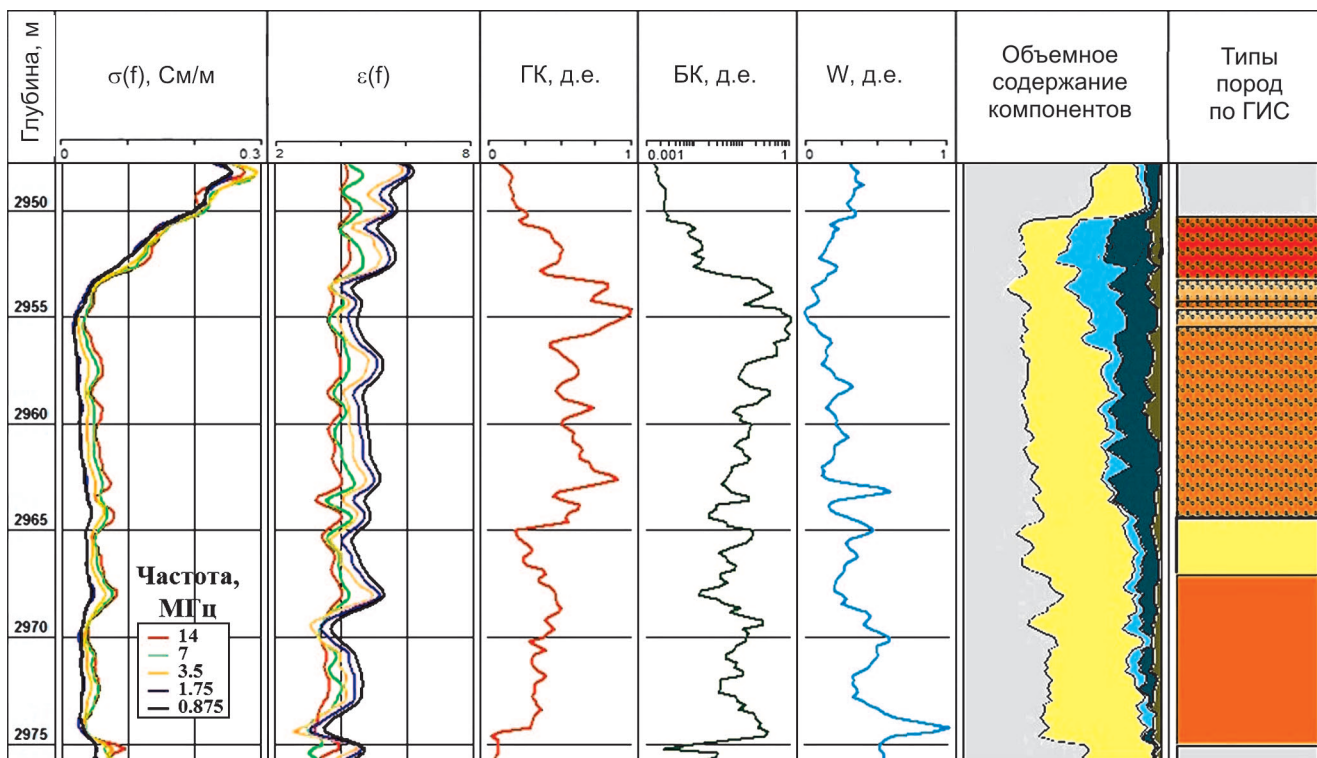 Глубина, м
σ(f), См/м
ε(f)
ГК, д.е.
БК, д.е.
W, д.е.
Объемное
содержание
компонентов
Типы
пород
по ГИС
0 0.3
2 8
0 1
0.001 1
0 1
2950
2955
2960
2965
2970
2975
Частота,
МГц
14
7
3.5
1.75
0.875